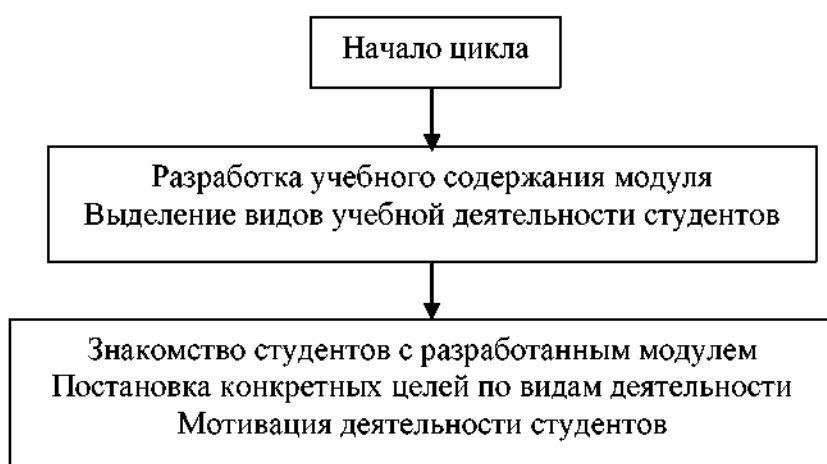 Начало цикла
Разработка учебного содержания модуля
Выделение видов учебной деятельности студентов
Знакомство студентов с разработанным модулем
Постановка конкретных целей по видам деятельности
Мотивация деятельности студентов